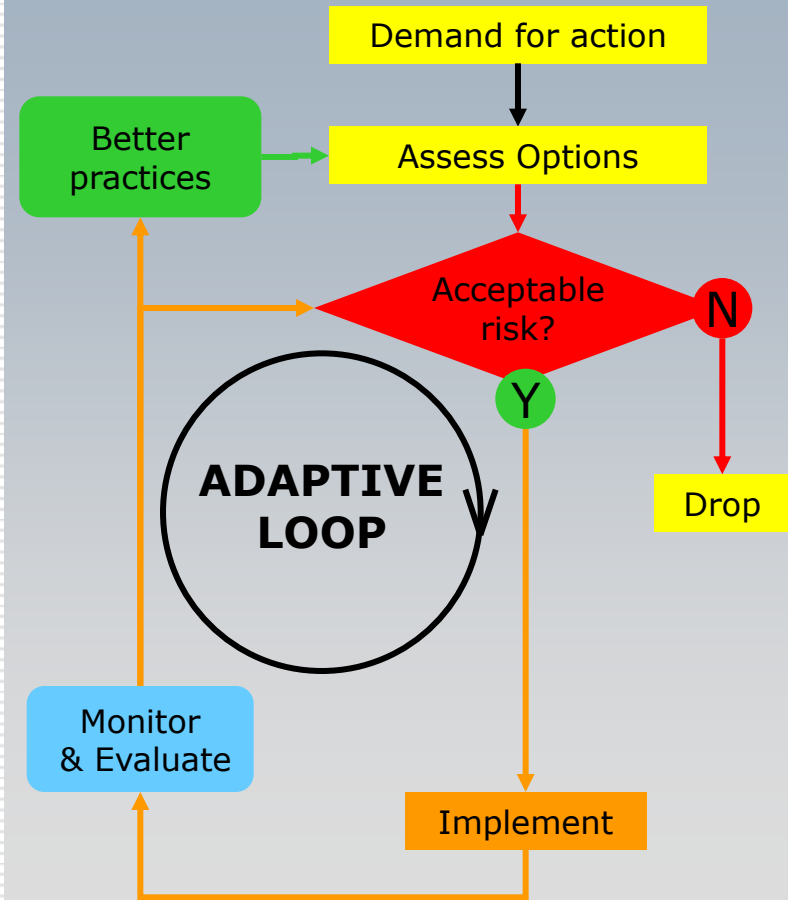 Demand for action
Better
practices
Assess Options
Acceptable
risk?
N
Y
ADAPTIVE
LOOP
Drop
Monitor
& Evaluate
Implement